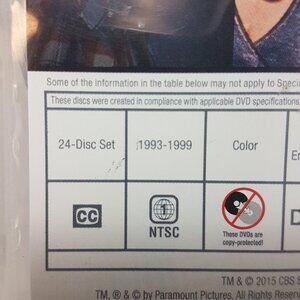 Some of the information in the table below may not apply to Special
These discs were created in compliance with applicable DVD specifications
24-Disc Set
1993-1999
Color
CC
1
NTSC
These DVDs are
copy-protected!
TM & © 2015 CBS
TM, ® & © by Paramount Pictures. All Rights